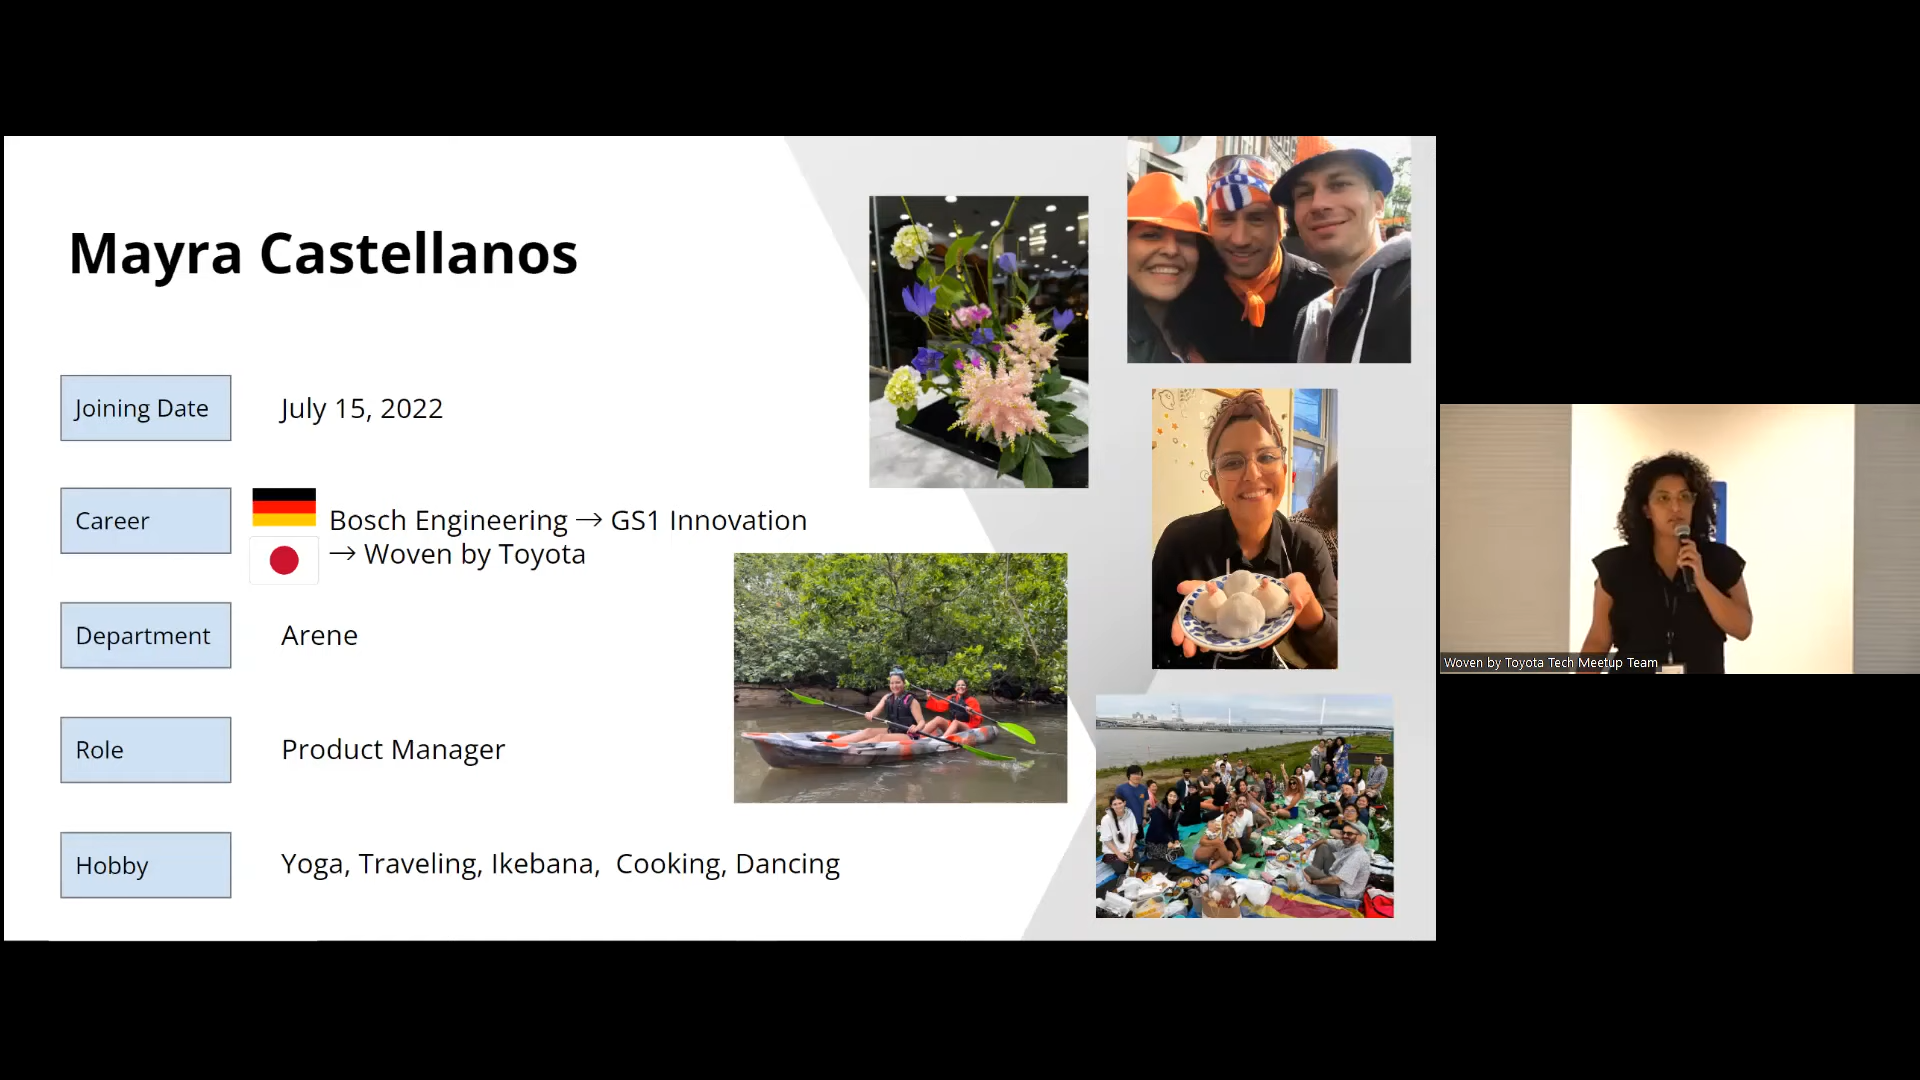 Mayra Castellanos
Joining Date
July 15, 2022
Career
Bosch Engineering → GS1 Innovation
→ Woven by Toyota
Department
Arene
Role
Product Manager
Hobby
Yoga, Traveling, Ikebana,  Cooking, Dancing
Woven by Toyota Tech Meetup Team